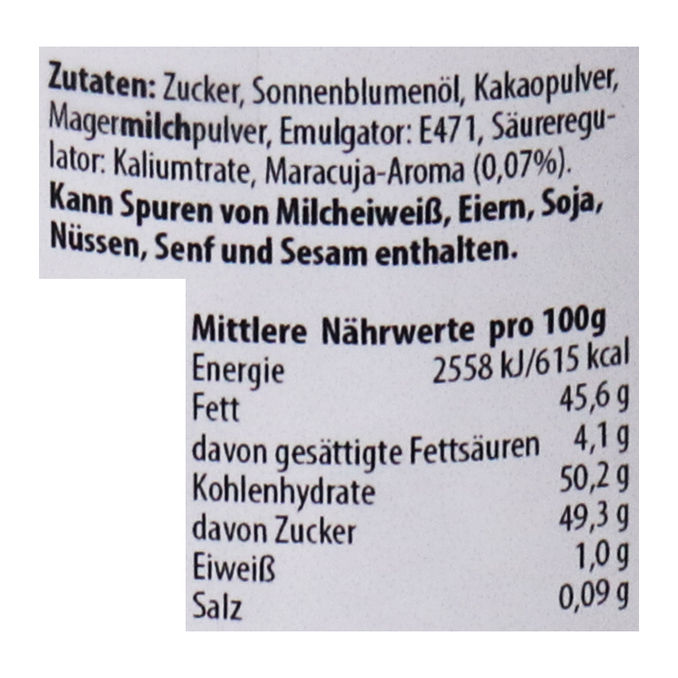 Zutaten: Zucker, Sonnenblumenöl, Kakaopulver,
Magermilchpulver, Emulgator: E471, Säureregu-
lator: Kaliumtrate, Maracuja-Aroma (0,07%).
Kann Spuren von Milcheiweiß, Eiern, Soja,
Nüssen, Senf und Sesam enthalten.
Mittlere Nährwerte pro 100g
Energie 2558 kJ/615 kcal
Fett 45,6 g
davon gesättigte Fettsäuren 4,1 g
Kohlenhydrate 50,2 g
davon Zucker 49,3 g
Eiweiß 1,0 g
Salz 0,09 g